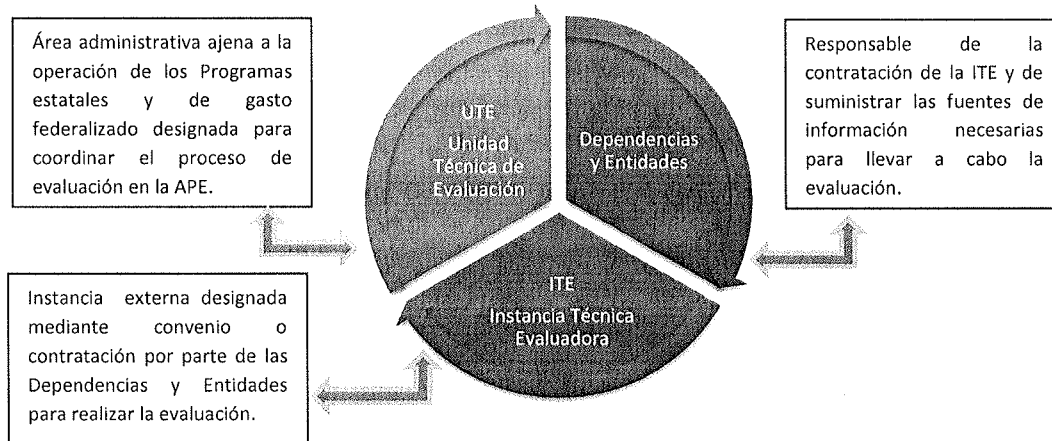 Área administrativa ajena a la
operación de los Programas
estatales y de gasto
federalizado designada para
coordinar el proceso de
evaluación en la APE.
UTE
Unidad
Técnica de
Evaluación
Dependencias
y Entidades
Responsable de la
contratación de la ITE y de
suministrar las fuentes de
información necesarias
para llevar a cabo la
evaluación.
Instancia externa designada
mediante convenio o
contratación por parte de las
Dependencias y Entidades
para realizar la evaluación.
ITE
Instancia Técnica
Evaluadora